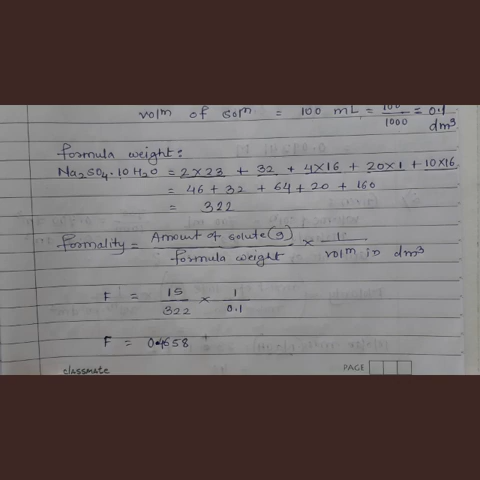 volm of solm = 100 mL = 100/1000 = 0.1 dm³
formula weight:
Na2SO4.10H2O = 2×23 + 32 + 4×16 + 20×1 + 10×16
= 46 + 32 + 64 + 20 + 160
= 322
formality = Amount of solute (g)/formula weight × 1/volm in dm³
F = 15/322 × 1/0.1
F = 0.4658
classmate
PAGE